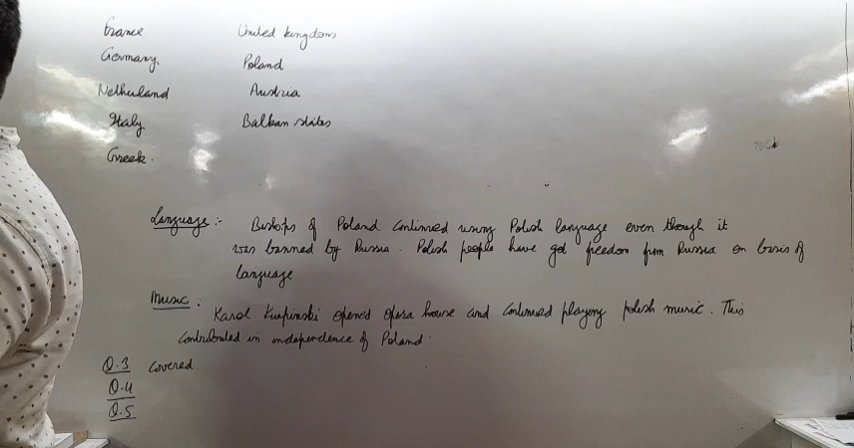 France United kingdom
Germany. Poland
Netherland Austria
Italy Balkan states
Greek.
Language :- Bishops of Poland continued using Polish language even though it
was banned by Russia. Polish people have got freedom from Russia on basis of
language
Music : Karol Kurpinski opened opera house and continued playing polish music. This
contributed in independence of Poland.
Q.3 covered
Q.4
Q.5